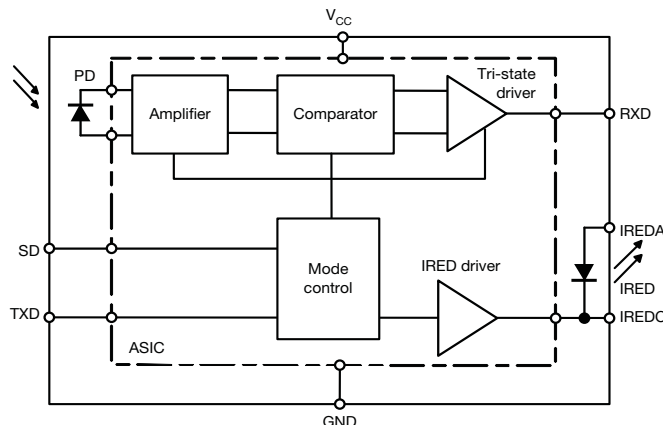 VCC
PD
Amplifier
Comparator
Tri-state
driver
RXD
IREDA
SD
Mode
control
IRED driver
IRED
TXD
IREDC
ASIC
GND